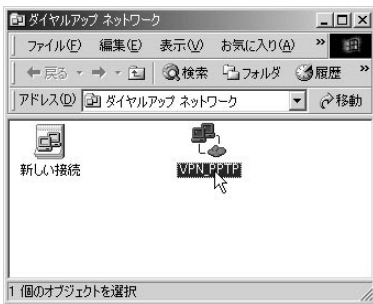 ダイヤルアップ ネットワーク
ファイル(F) 編集(E) 表示(V) お気に入り(A) »
戻る 検索 フォルダ 履歴 »
アドレス(D) ダイヤルアップ ネットワーク 移動
新しい接続 VPN_PPTP
1 個のオブジェクトを選択